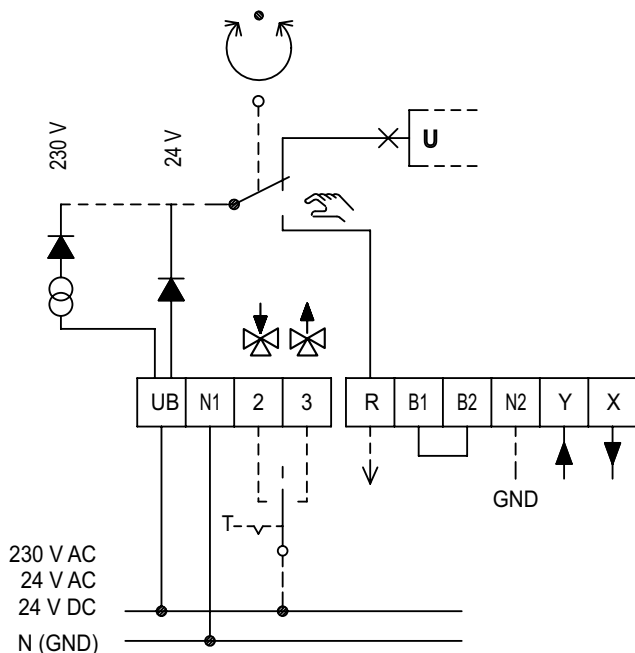 230 V
24 V
U
UB N1 2 3 R B1 B2 N2 Y X
GND
T
230 V AC
24 V AC
24 V DC
N (GND)